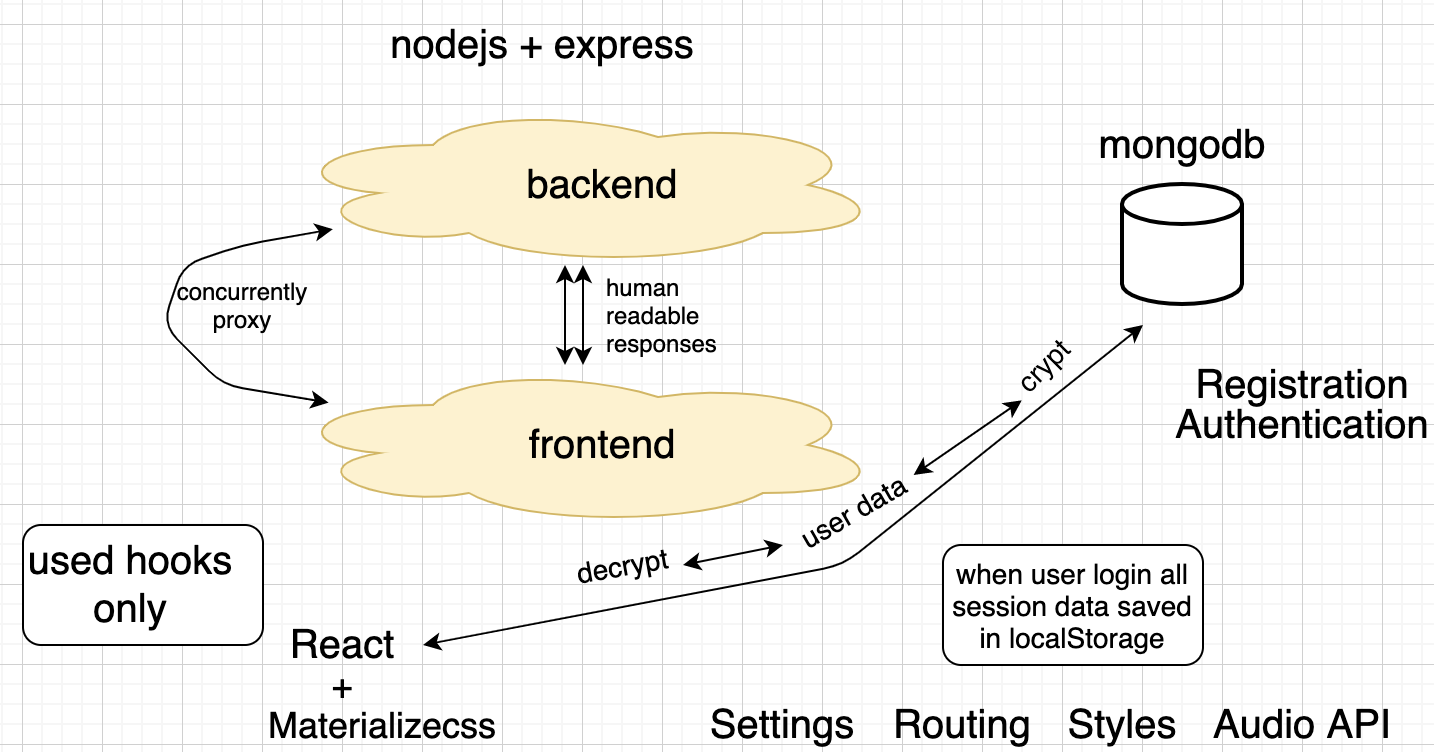 nodejs + express
mongodb
backend
concurrently
proxy
human
readable
responses
crypt
Registration
Authentication
frontend
user data
decrypt
used hooks
only
when user login all
session data saved
in localStorage
React
+
Materializecss
Settings Routing Styles Audio API